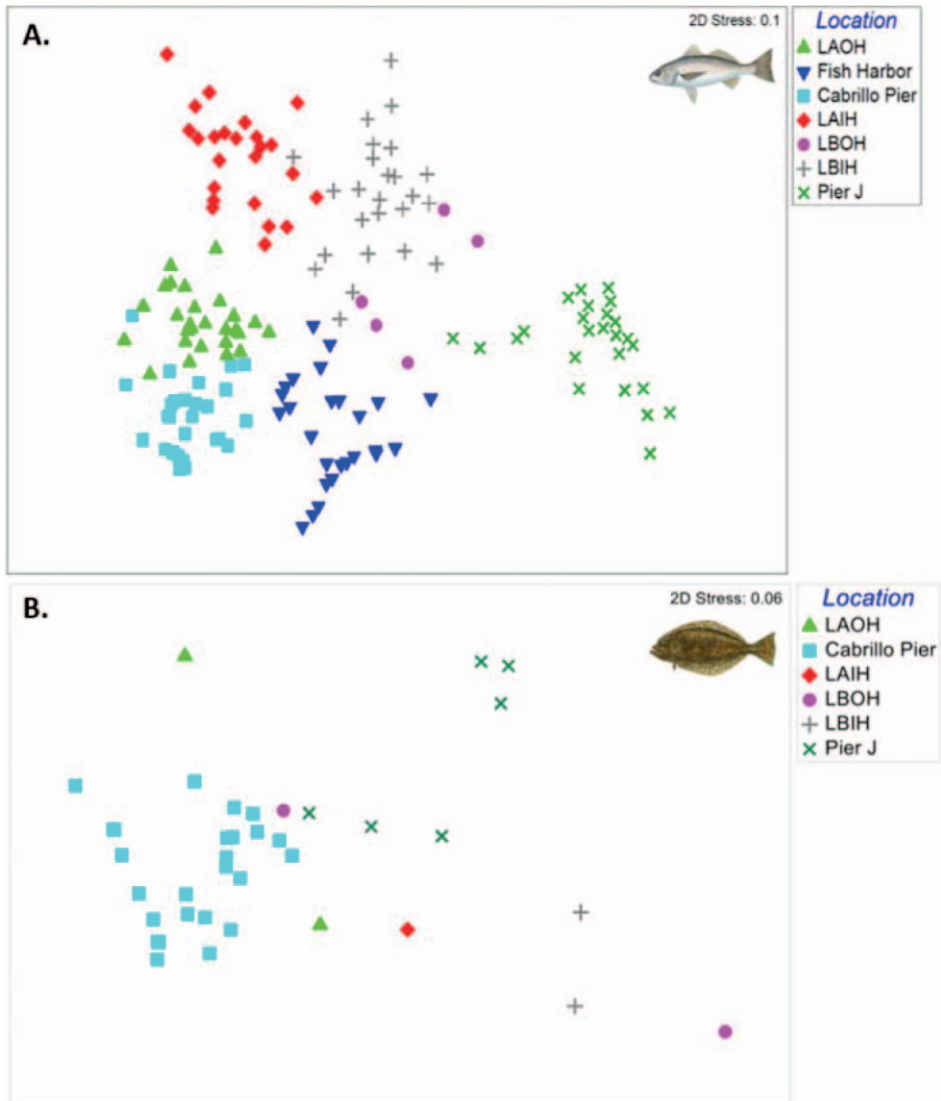 A.
2D Stress: 0.1
Location
LAOH
Fish Harbor
Cabrillo Pier
LAIH
LBOH
LBIH
Pier J
B.
2D Stress: 0.06
Location
LAOH
Cabrillo Pier
LAIH
LBOH
LBIH
Pier J